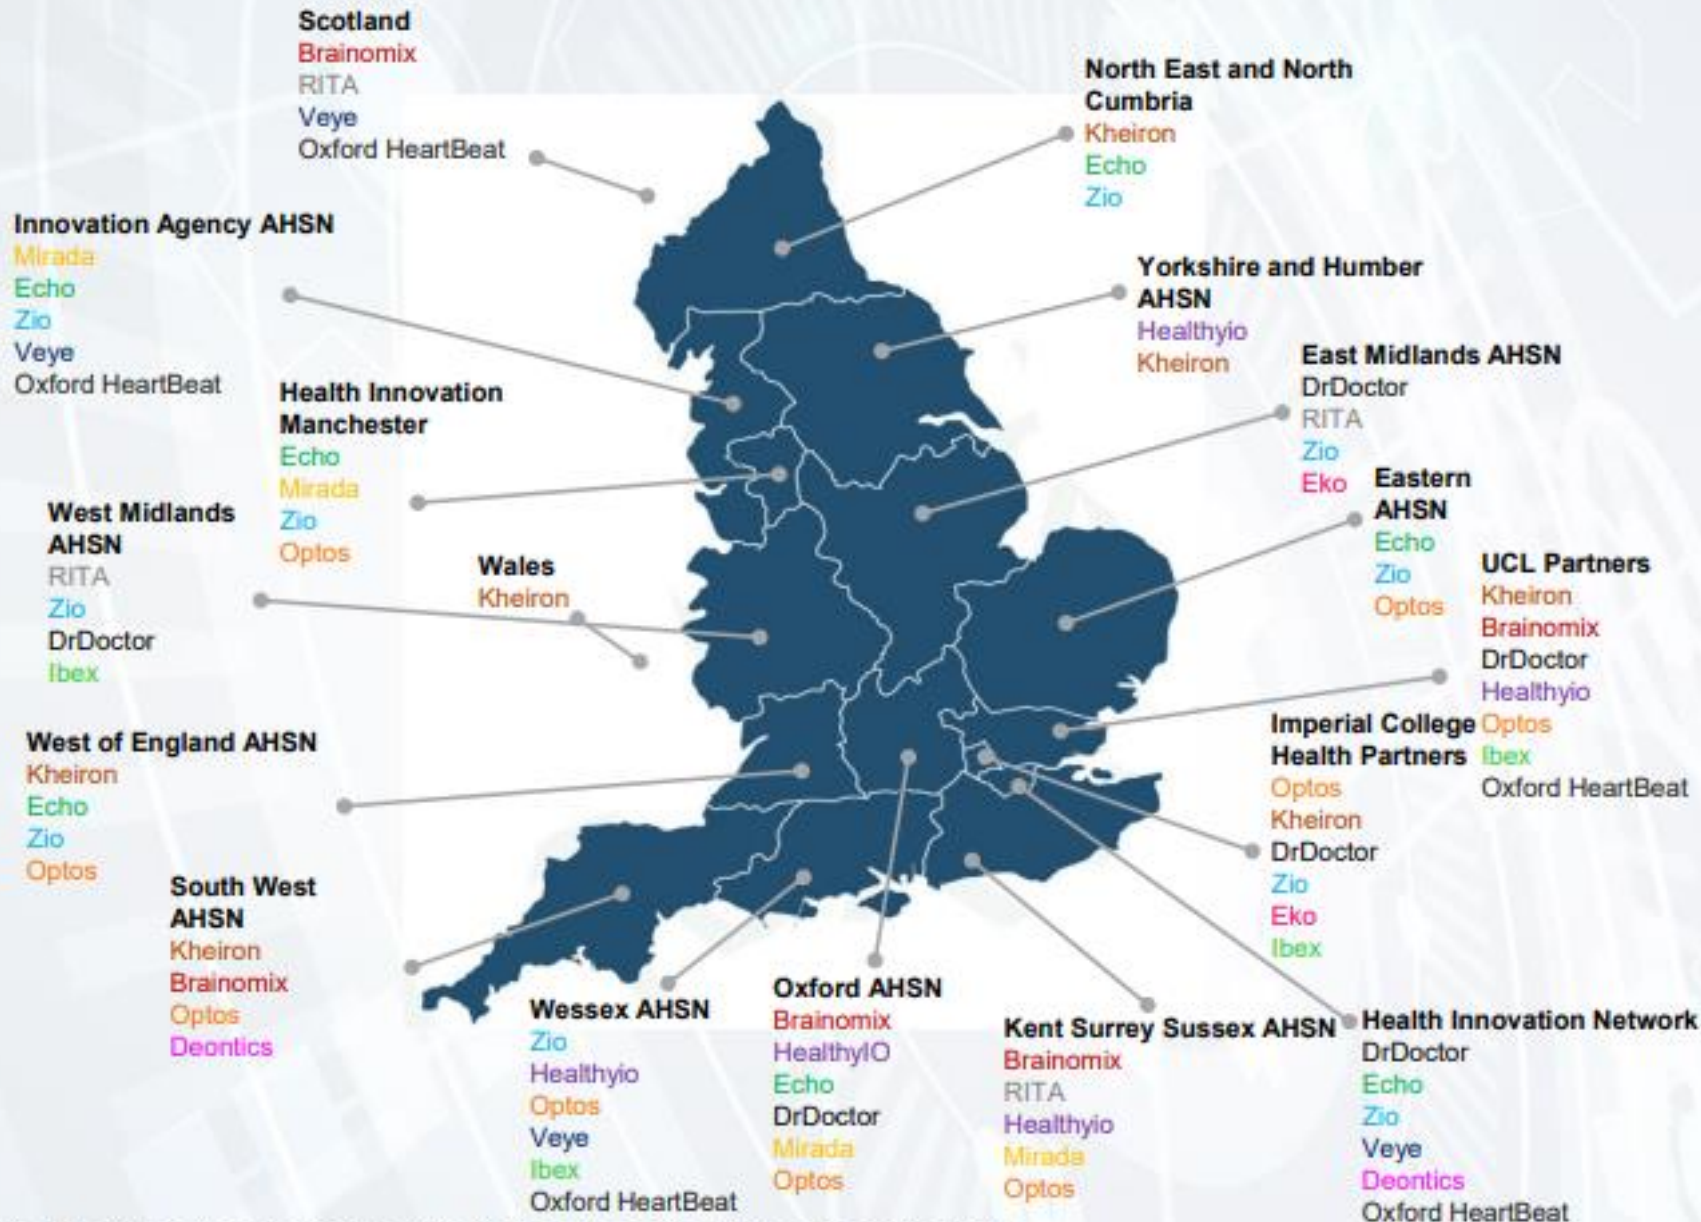 Scotland
Brainomix
RITA
Veye
Oxford HeartBeat
North East and North
Cumbria
Kheiron
Echo
Zio
Innovation Agency AHSN
Mirada
Echo
Zio
Veye
Oxford HeartBeat
Yorkshire and Humber
AHSN
Healthyio
Kheiron
East Midlands AHSN
DrDoctor
RITA
Zio
Eko
Health Innovation
Manchester
Echo
Mirada
Zio
Optos
Eastern
AHSN
Echo
Zio
Optos
West Midlands
AHSN
RITA
Zio
DrDoctor
Ibex
Wales
Kheiron
UCL Partners
Kheiron
Brainomix
DrDoctor
Healthyio
Optos
Ibex
Oxford HeartBeat
Imperial College
Health Partners
Optos
Kheiron
DrDoctor
Zio
Eko
Ibex
West of England AHSN
Kheiron
Echo
Zio
Optos
South West
AHSN
Kheiron
Brainomix
Optos
Deontics
Wessex AHSN
Zio
Healthyio
Optos
Veye
Ibex
Oxford HeartBeat
Oxford AHSN
Brainomix
HealthyIO
Echo
DrDoctor
Mirada
Optos
Kent Surrey Sussex AHSN
Brainomix
RITA
Healthyio
Mirada
Optos
Health Innovation Network
DrDoctor
Echo
Zio
Veye
Deontics
Oxford HeartBeat